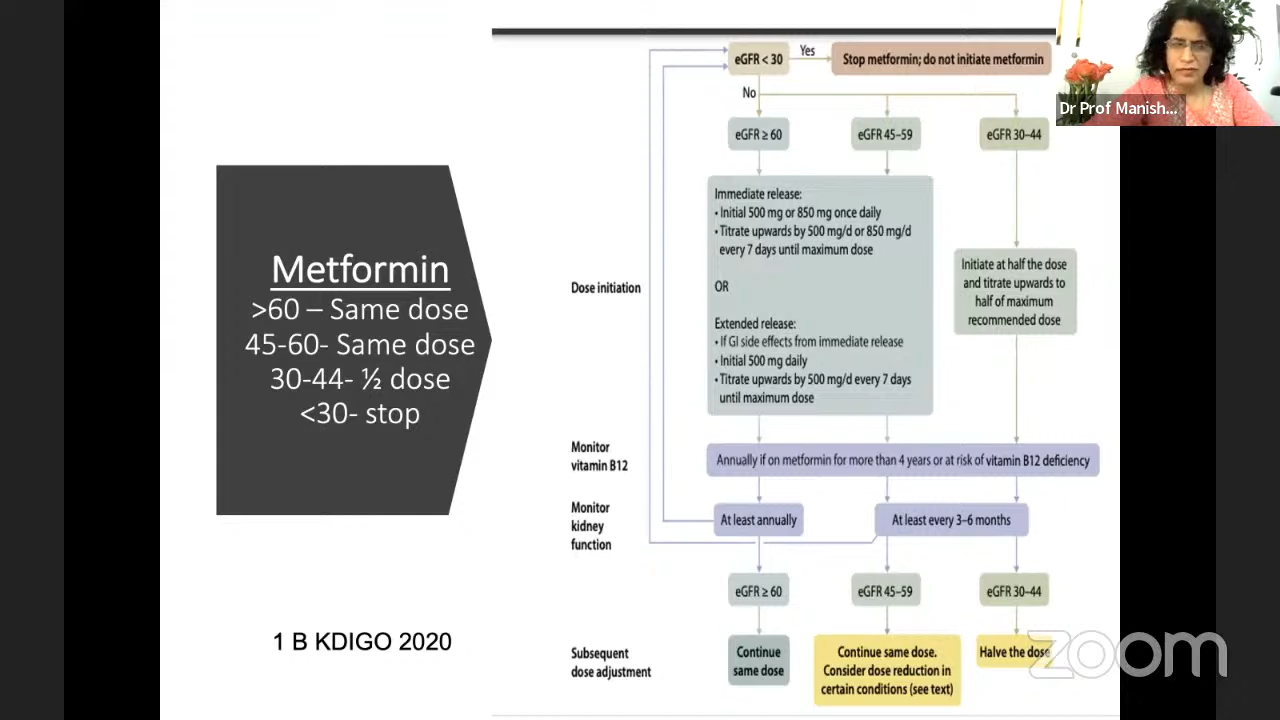 Metformin
>60 – Same dose
45-60- Same dose
30-44- ½ dose
<30- stop
1 B KDIGO 2020
eGFR < 30
Yes
Stop metformin; do not initiate metformin
No
eGFR ≥ 60
eGFR 45–59
eGFR 30–44
Dose initiation
Immediate release:
• Initial 500 mg or 850 mg once daily
• Titrate upwards by 500 mg/d or 850 mg/d
every 7 days until maximum dose
OR
Extended release:
• If GI side effects from immediate release
• Initial 500 mg daily
• Titrate upwards by 500 mg/d every 7 days
until maximum dose
Initiate at half the dose
and titrate upwards to
half of maximum
recommended dose
Monitor
vitamin B12
Annually if on metformin for more than 4 years or at risk of vitamin B12 deficiency
Monitor
kidney
function
At least annually
At least every 3–6 months
eGFR ≥ 60
eGFR 45–59
eGFR 30–44
Subsequent
dose adjustment
Continue
same dose
Continue same dose.
Consider dose reduction in
certain conditions (see text)
Halve the dose
Dr Prof Manish...
zoom